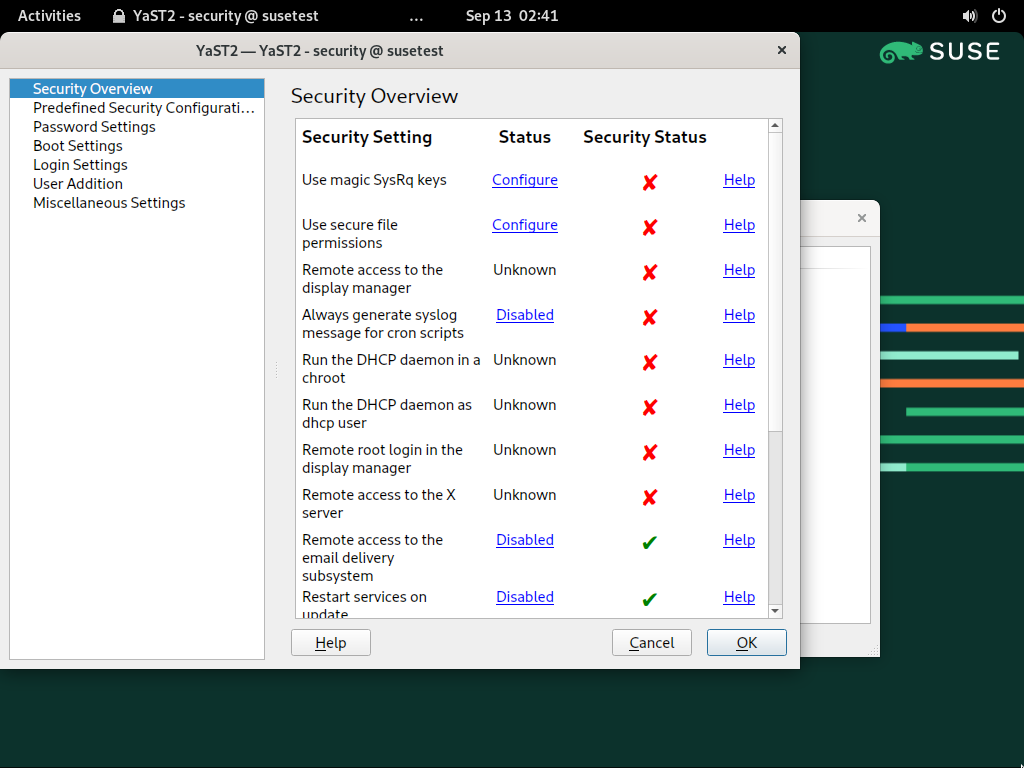 Activities YaST2 - security @ susetest ... Sep 13 02:41
YaST2 — YaST2 - security @ susetest
SUSE
Security Overview
Predefined Security Configurati...
Password Settings
Boot Settings
Login Settings
User Addition
Miscellaneous Settings
Security Overview
Security Setting Status Security Status
Use magic SysRq keys Configure ✘ Help
Use secure file Configure ✘ Help
permissions
Remote access to the Unknown ✘ Help
display manager
Always generate syslog Disabled ✘ Help
message for cron scripts
Run the DHCP daemon in a Unknown ✘ Help
chroot
Run the DHCP daemon as Unknown ✘ Help
dhcp user
Remote root login in the Unknown ✘ Help
display manager
Remote access to the X Unknown ✘ Help
server
Remote access to the Disabled ✔ Help
email delivery
subsystem
Restart services on Disabled ✔ Help
update
Help Cancel OK